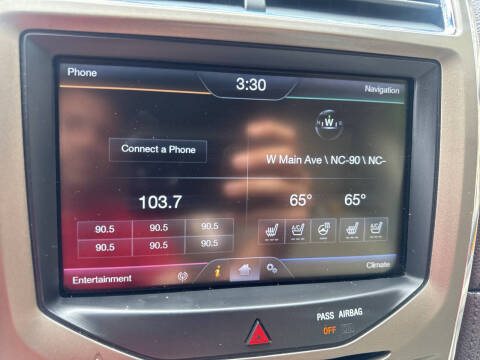 Phone
3:30
Navigation
W
Connect a Phone
W Main Ave \ NC-90 \ NC-
103.7
65° 65°
90.5 90.5 90.5
90.5 90.5 90.5
Entertainment
i
Climate
PASS AIRBAG
OFF